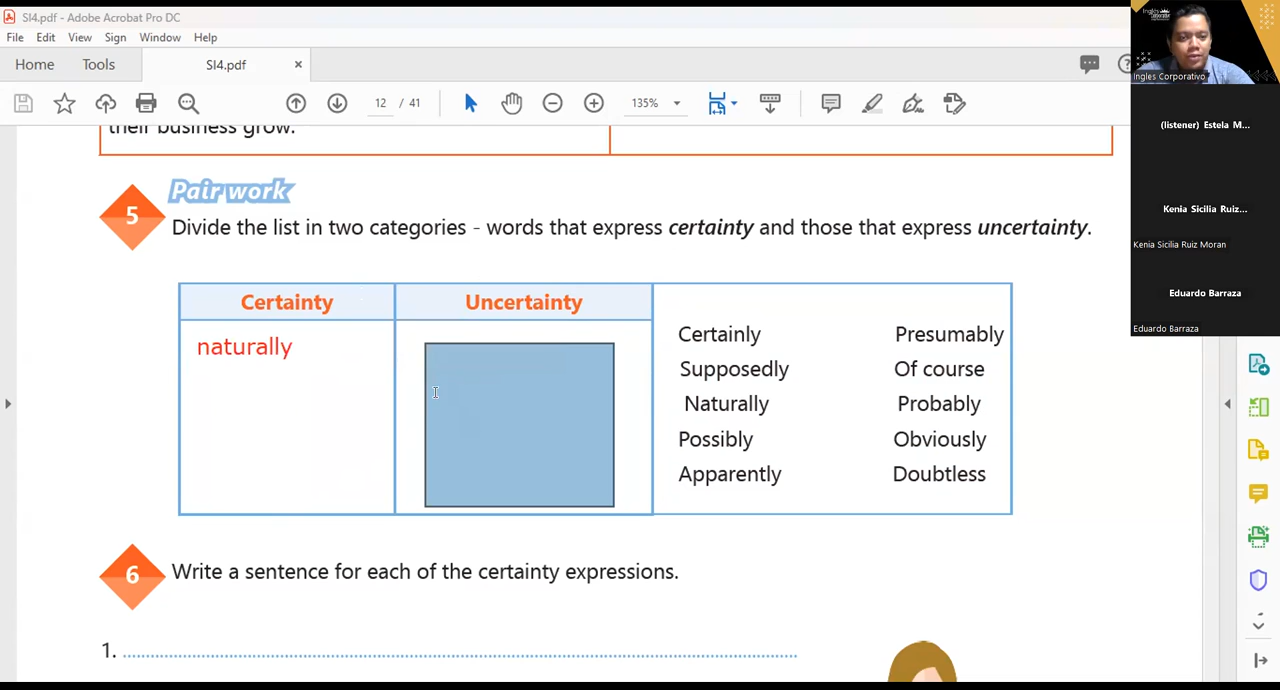 SI4.pdf - Adobe Acrobat Pro DC
File Edit View Sign Window Help
Home Tools SI4.pdf ×
12 / 41 135%
their business grow.
Pair work
5 Divide the list in two categories - words that express certainty and those that express uncertainty.
Certainty Uncertainty
naturally
Certainly Presumably
Supposedly Of course
Naturally Probably
Possibly Obviously
Apparently Doubtless
6 Write a sentence for each of the certainty expressions.
1.
Ingles Corporativo
(listener) Estela M...
Kenia Sicilia Ruiz...
Kenia Sicilia Ruiz Moran
Eduardo Barraza
Eduardo Barraza